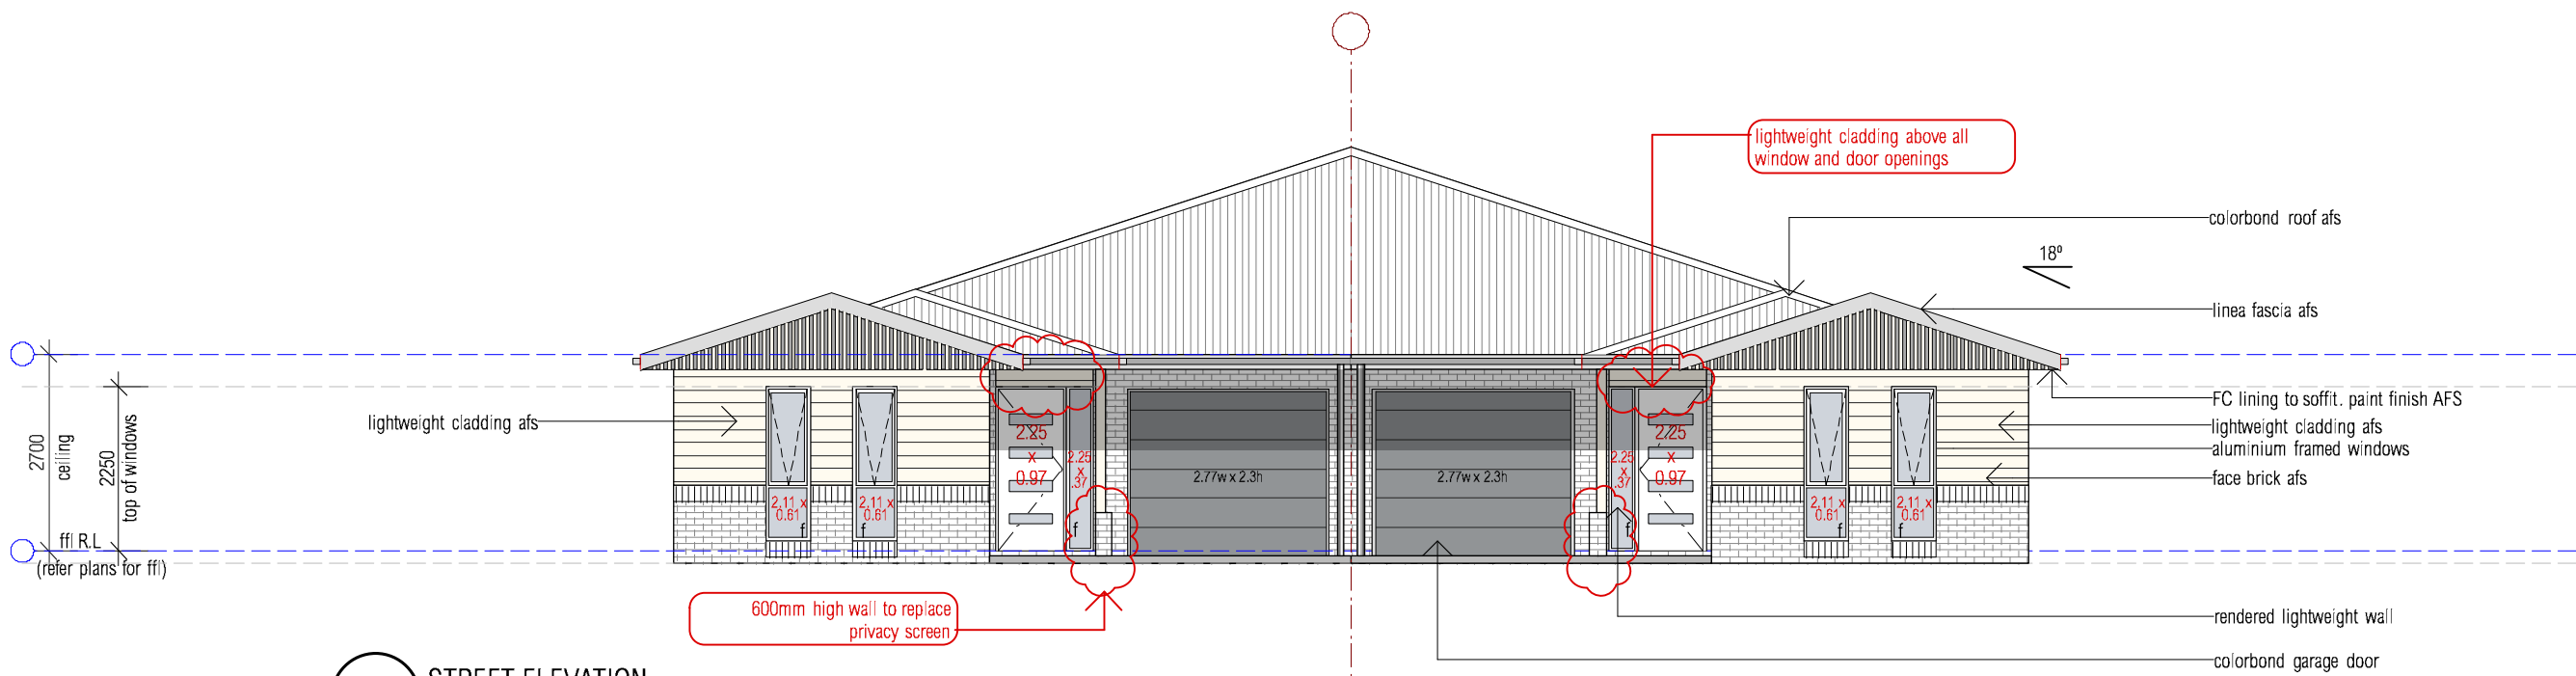 lightweight cladding above all
window and door openings
colorbond roof afs
18º
linea fascia afs
FC lining to soffit. paint finish AFS
lightweight cladding afs
lightweight cladding afs
aluminium framed windows
face brick afs
2700
ceiling
2250
top of windows
ffl R.L
(refer plans for ffl)
2.11 x
0.61
f
2.11 x
0.61
f
2.25
x
0.97
2.25
x
.37
f
2.77w x 2.3h
2.77w x 2.3h
2.25
x
.37
f
2.25
x
0.97
2.11 x
0.61
f
2.11 x
0.61
f
600mm high wall to replace
privacy screen
rendered lightweight wall
colorbond garage door
STREET ELEVATION